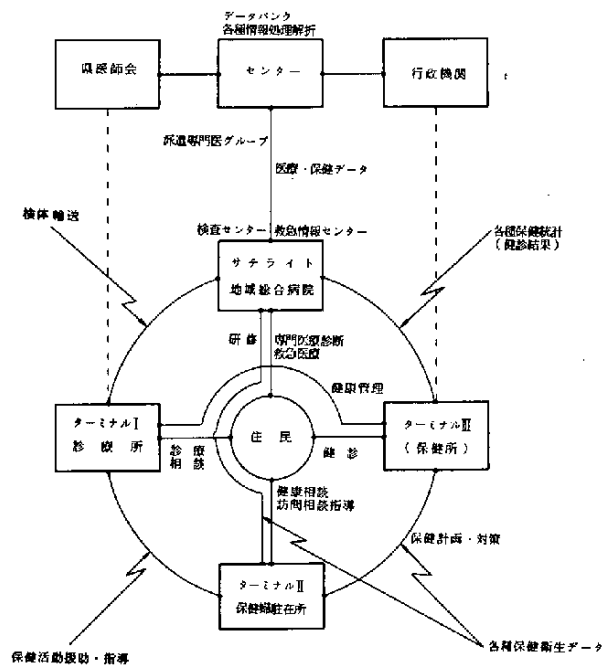 データバンク
各種情報処理解析
県医師会
センター
行政機関
派遣専門医グループ
医療・保健データ
検体輸送
検査センター
救急情報センター
各種保健統計
(健診結果)
サテライト
地域総合病院
研修
専門医療診断
救急医療
健康管理
ターミナルⅠ
診療所
診療
相談
住民
健診
ターミナルⅢ
(保健所)
健康相談
訪問相談指導
保健計画・対策
ターミナルⅡ
保健婦駐在所
各種保健衛生データ
保健活動援助・指導